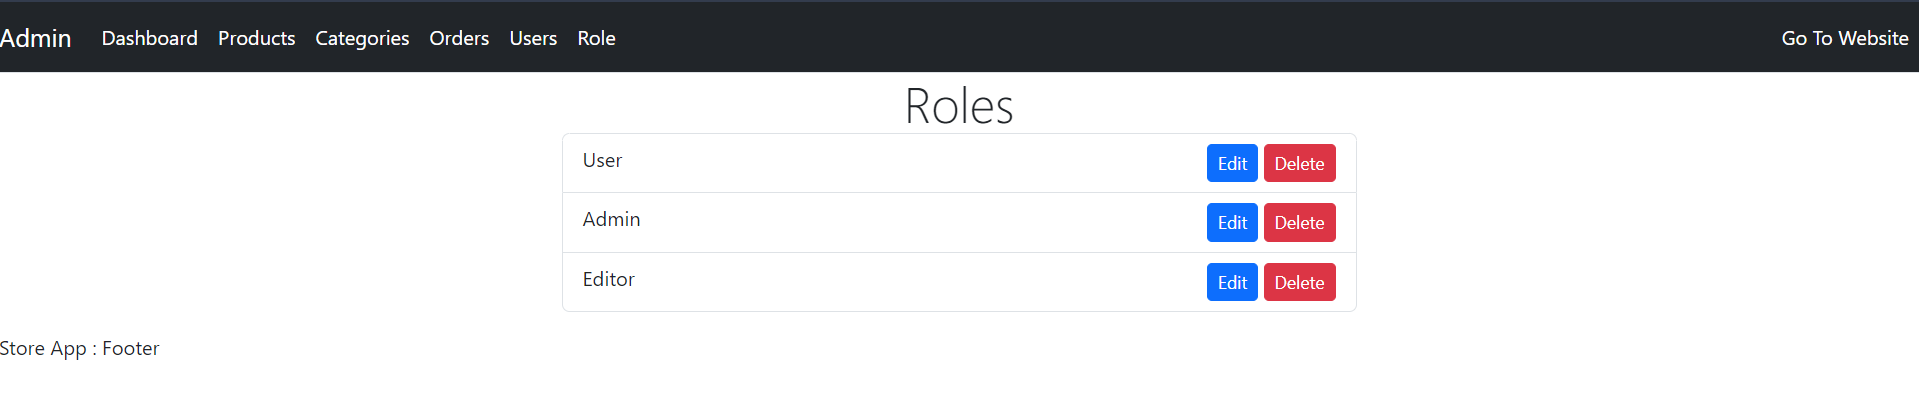 Admin Dashboard Products Categories Orders Users Role Go To Website
Roles
User Edit Delete
Admin Edit Delete
Editor Edit Delete
Store App : Footer